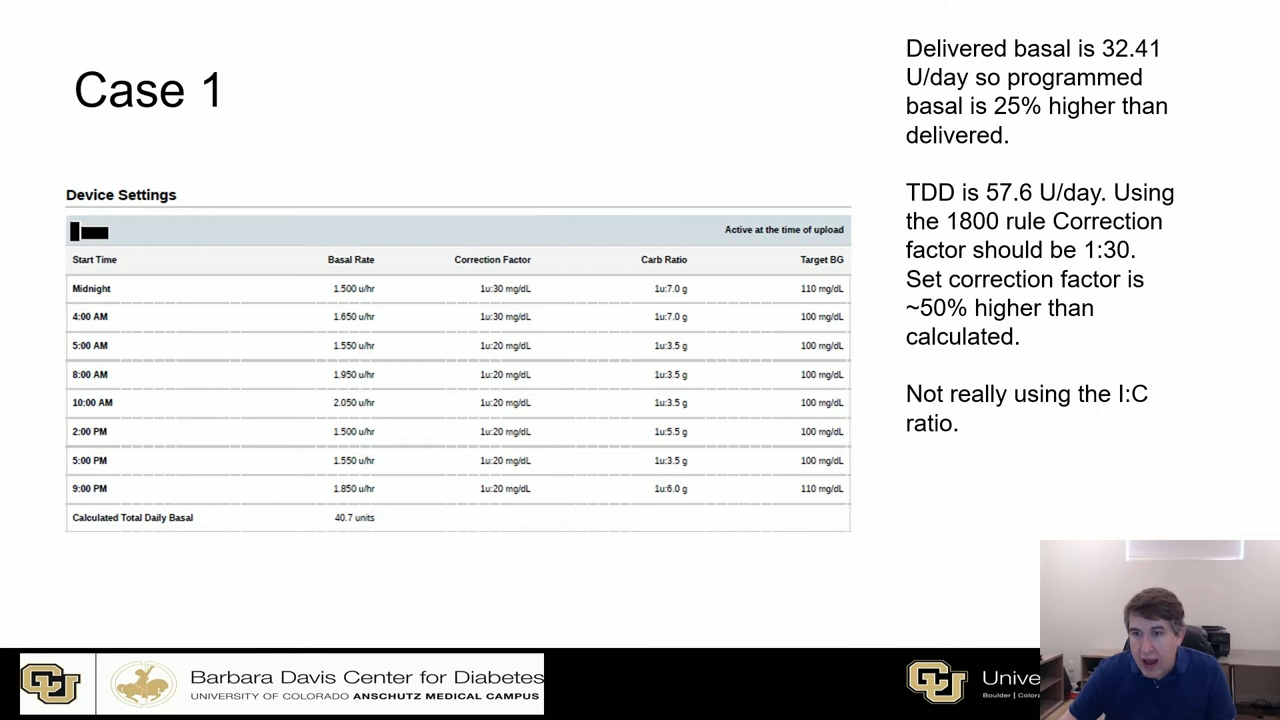 Case 1
Delivered basal is 32.41
U/day so programmed
basal is 25% higher than
delivered.
TDD is 57.6 U/day. Using
the 1800 rule Correction
factor should be 1:30.
Set correction factor is
~50% higher than
calculated.
Not really using the I:C
ratio.
Device Settings
Active at the time of upload
Start Time Basal Rate Correction Factor Carb Ratio Target BG
Midnight 1.500 u/hr 1u:30 mg/dL 1u:7.0 g 110 mg/dL
4:00 AM 1.650 u/hr 1u:30 mg/dL 1u:7.0 g 100 mg/dL
5:00 AM 1.550 u/hr 1u:20 mg/dL 1u:3.5 g 100 mg/dL
8:00 AM 1.950 u/hr 1u:20 mg/dL 1u:3.5 g 100 mg/dL
10:00 AM 2.050 u/hr 1u:20 mg/dL 1u:3.5 g 100 mg/dL
2:00 PM 1.500 u/hr 1u:20 mg/dL 1u:5.5 g 100 mg/dL
5:00 PM 1.550 u/hr 1u:20 mg/dL 1u:3.5 g 100 mg/dL
9:00 PM 1.850 u/hr 1u:20 mg/dL 1u:6.0 g 110 mg/dL
Calculated Total Daily Basal 40.7 units
CU
Barbara Davis Center for Diabetes
UNIVERSITY OF COLORADO ANSCHUTZ MEDICAL CAMPUS
CU
Unive
Boulder | Colora